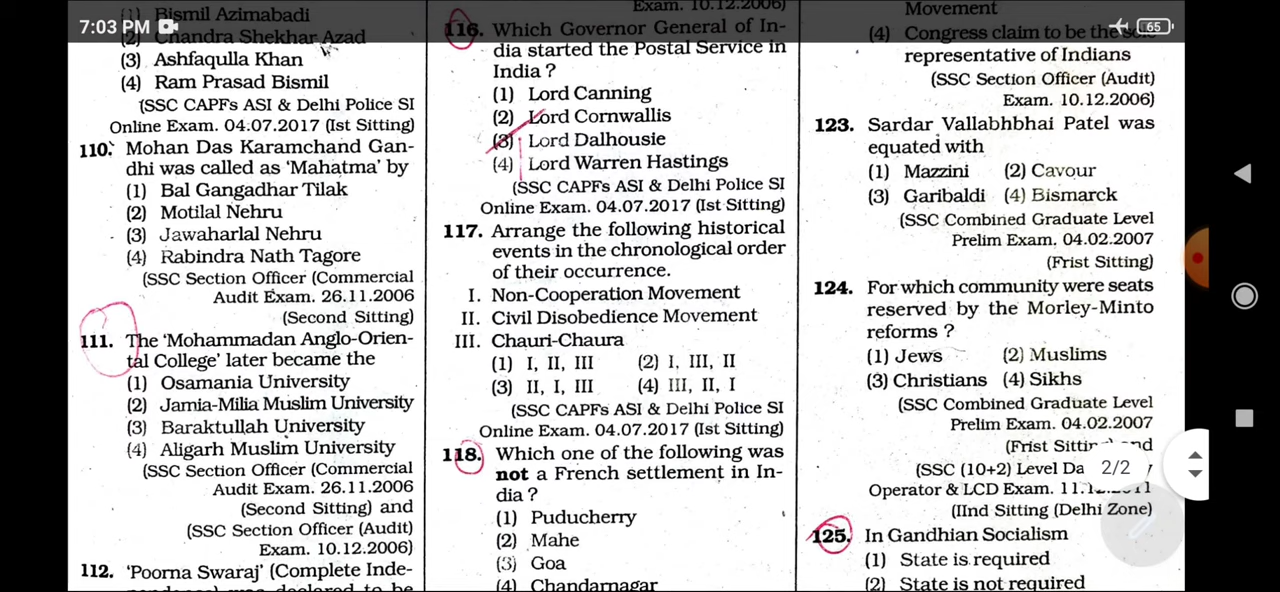 7:03 PM
65
(1) Bismil Azimabadi
(2) Chandra Shekhar Azad
(3) Ashfaqulla Khan
(4) Ram Prasad Bismil
(SSC CAPFs ASI & Delhi Police SI
Online Exam. 04.07.2017 (Ist Sitting)
110. Mohan Das Karamchand Gan-
dhi was called as 'Mahatma' by
(1) Bal Gangadhar Tilak
(2) Motilal Nehru
(3) Jawaharlal Nehru
(4) Rabindra Nath Tagore
(SSC Section Officer (Commercial
Audit Exam. 26.11.2006
(Second Sitting)
111. The 'Mohammadan Anglo-Orien-
tal College' later became the
(1) Osamania University
(2) Jamia-Milia Muslim University
(3) Baraktullah University
(4) Aligarh Muslim University
(SSC Section Officer (Commercial
Audit Exam. 26.11.2006
(Second Sitting) and
(SSC Section Officer (Audit)
Exam. 10.12.2006)
112. 'Poorna Swaraj' (Complete Inde-
Exam. 10.12.2006)
116. Which Governor General of In-
dia started the Postal Service in
India ?
(1) Lord Canning
(2) Lord Cornwallis
(3) Lord Dalhousie
(4) Lord Warren Hastings
(SSC CAPFs ASI & Delhi Police SI
Online Exam. 04.07.2017 (Ist Sitting)
117. Arrange the following historical
events in the chronological order
of their occurrence.
I. Non-Cooperation Movement
II. Civil Disobedience Movement
III. Chauri-Chaura
(1) I, II, III (2) I, III, II
(3) II, I, III (4) III, II, I
(SSC CAPFs ASI & Delhi Police SI
Online Exam. 04.07.2017 (Ist Sitting)
118. Which one of the following was
not a French settlement in In-
dia ?
(1) Puducherry
(2) Mahe
(3) Goa
(4) Chandarnagar
Movement
(4) Congress claim to be the sole
representative of Indians
(SSC Section Officer (Audit)
Exam. 10.12.2006)
123. Sardar Vallabhbhai Patel was
equated with
(1) Mazzini (2) Cavour
(3) Garibaldi (4) Bismarck
(SSC Combined Graduate Level
Prelim Exam. 04.02.2007
(Frist Sitting)
124. For which community were seats
reserved by the Morley-Minto
reforms ?
(1) Jews (2) Muslims
(3) Christians (4) Sikhs
(SSC Combined Graduate Level
Prelim Exam. 04.02.2007
(Frist
(SSC (10+2) Level
2/2
Operator & LCD Exam.
(IInd Sitting (Delhi Zone)
125. In Gandhian Socialism
(1) State is required
(2) State is not required